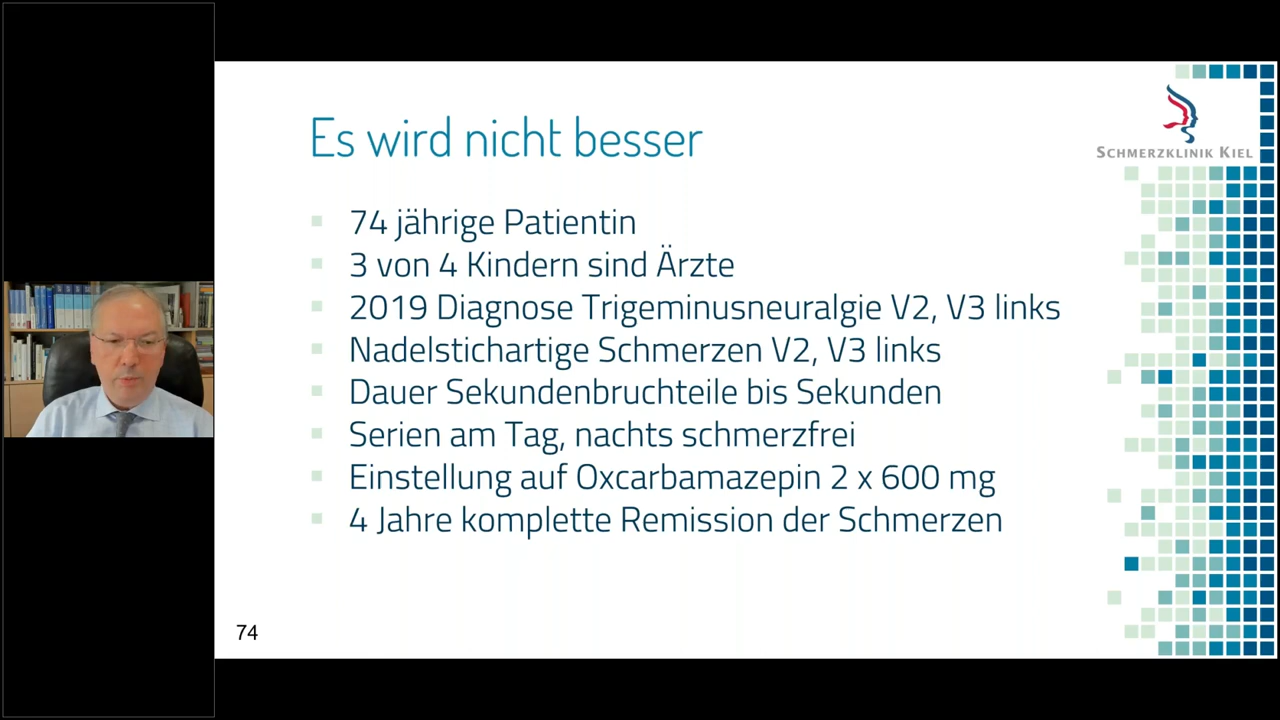 Es wird nicht besser
SCHMERZKLINIK KIEL
74 jährige Patientin
3 von 4 Kindern sind Ärzte
2019 Diagnose Trigeminusneuralgie V2, V3 links
Nadelstichartige Schmerzen V2, V3 links
Dauer Sekundenbruchteile bis Sekunden
Serien am Tag, nachts schmerzfrei
Einstellung auf Oxcarbamazepin 2 x 600 mg
4 Jahre komplette Remission der Schmerzen
74